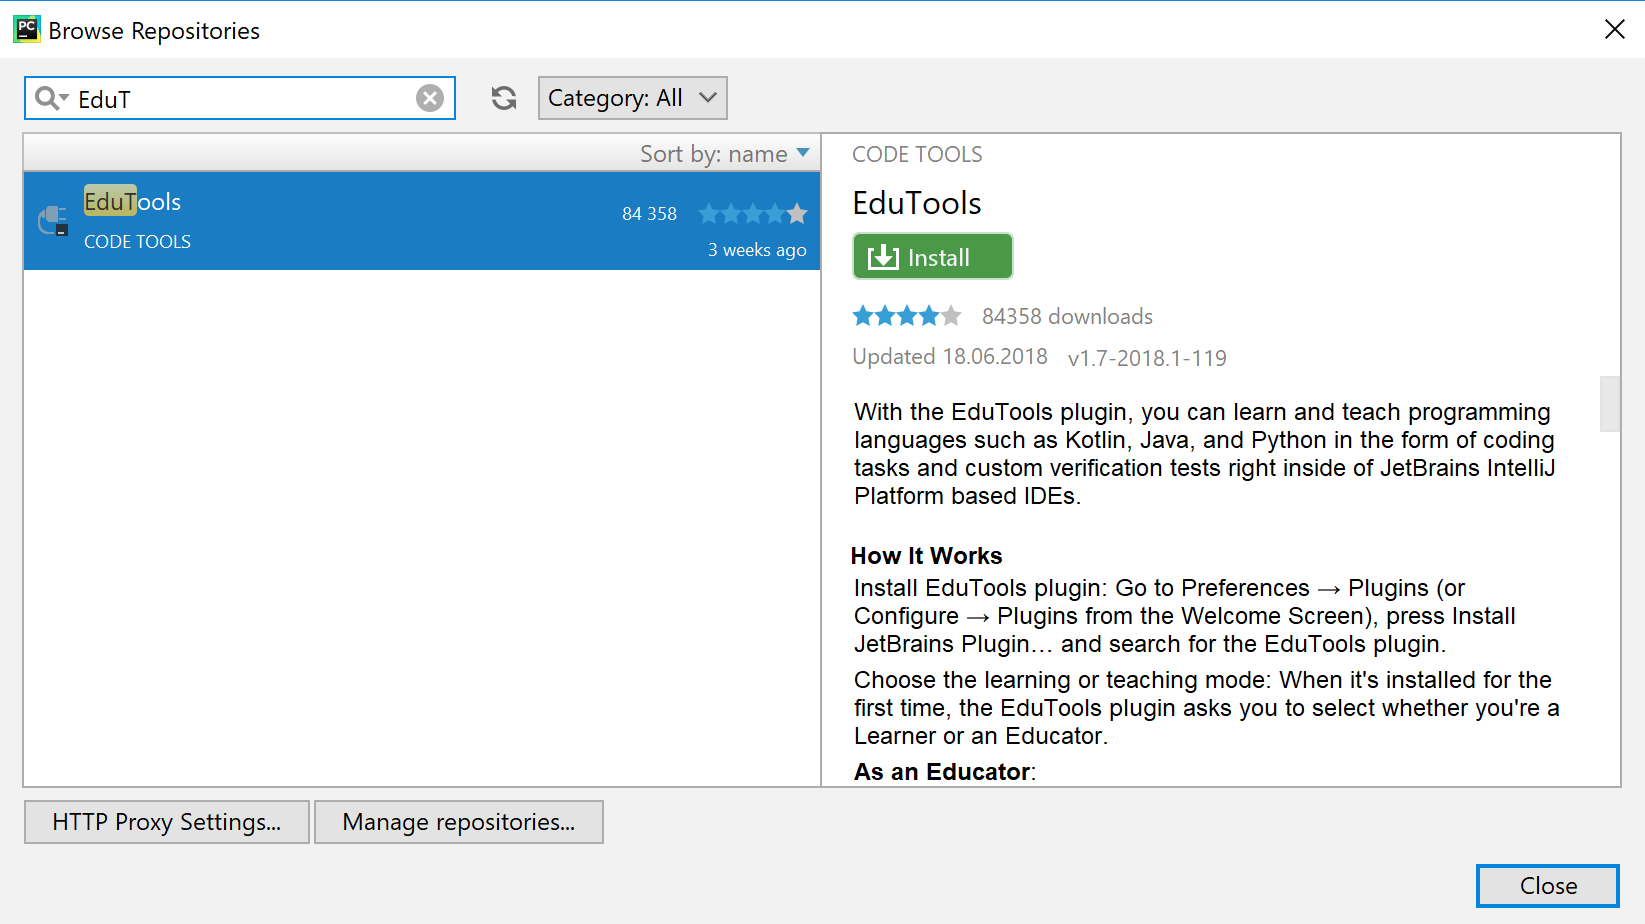 PC
Browse Repositories
EduT
Category: All
Sort by: name
EduTools
84 358
CODE TOOLS
3 weeks ago
CODE TOOLS
EduTools
Install
84358 downloads
Updated 18.06.2018 v1.7-2018.1-119
With the EduTools plugin, you can learn and teach programming
languages such as Kotlin, Java, and Python in the form of coding
tasks and custom verification tests right inside of JetBrains IntelliJ
Platform based IDEs.
How It Works
Install EduTools plugin: Go to Preferences → Plugins (or
Configure → Plugins from the Welcome Screen), press Install
JetBrains Plugin… and search for the EduTools plugin.
Choose the learning or teaching mode: When it's installed for the
first time, the EduTools plugin asks you to select whether you're a
Learner or an Educator.
As an Educator:
HTTP Proxy Settings...
Manage repositories...
Close